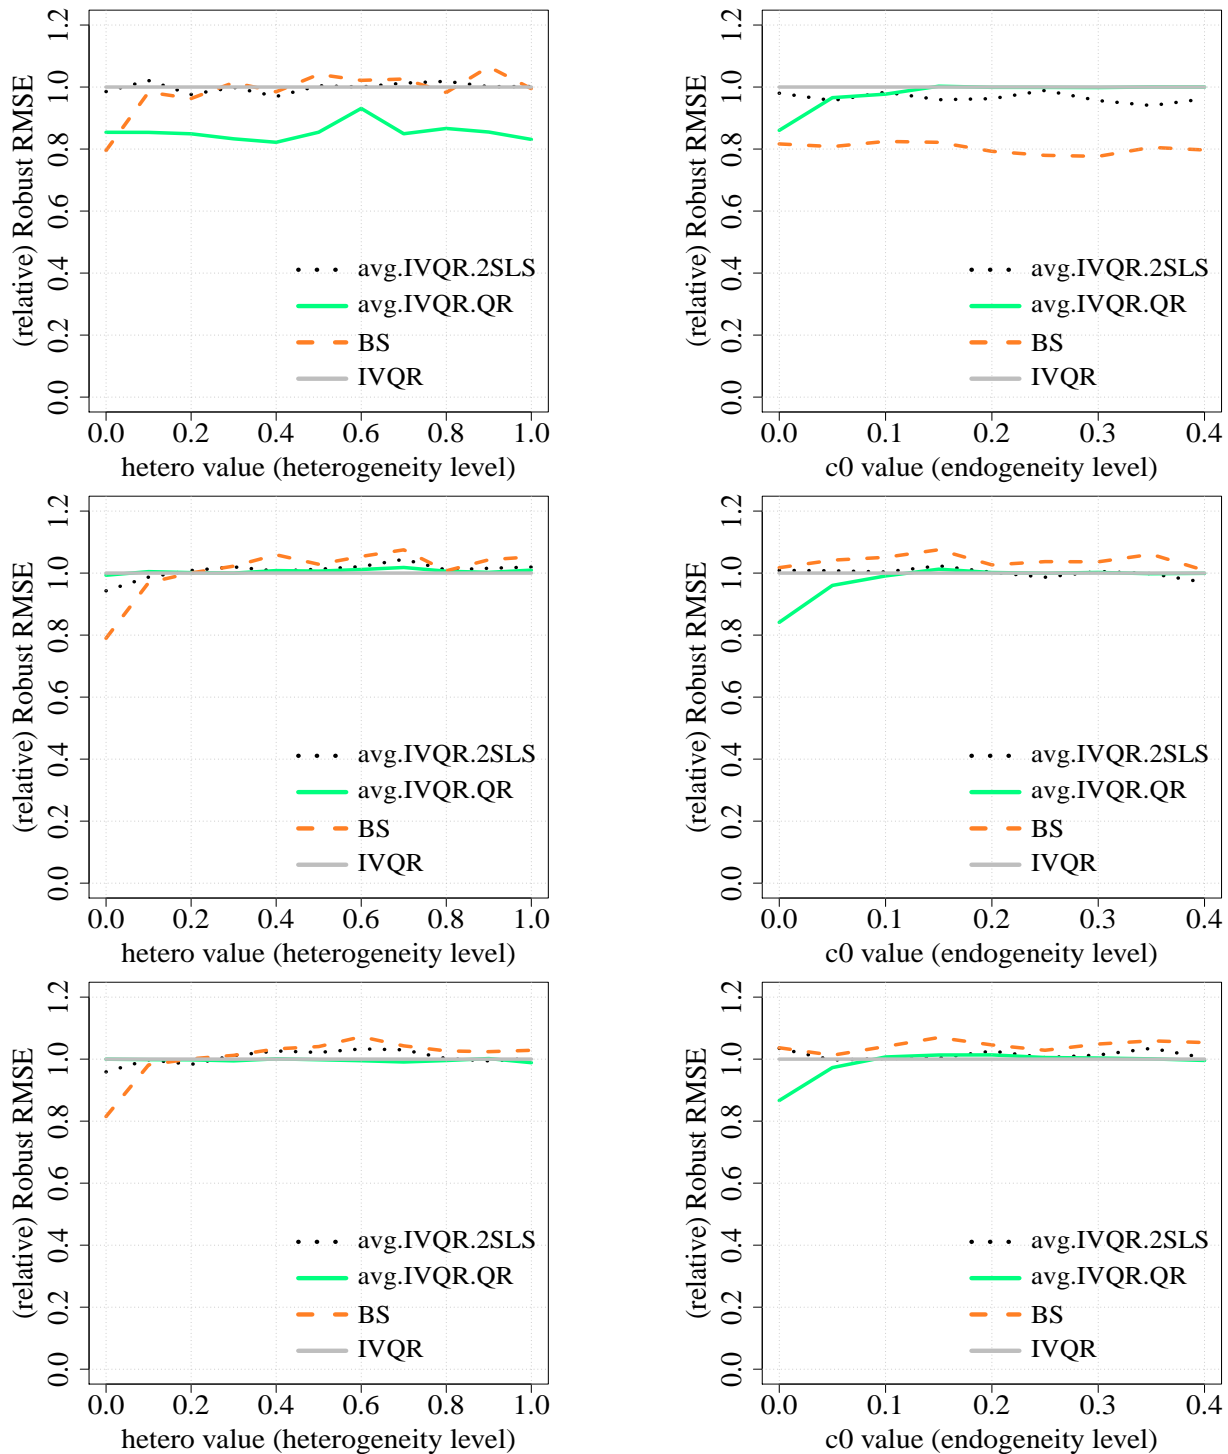 (relative) Robust RMSE
0.0 0.2 0.4 0.6 0.8 1.0 1.2
avg.IVQR.2SLS
avg.IVQR.QR
BS
IVQR
0.0 0.2 0.4 0.6 0.8 1.0
hetero value (heterogeneity level)
(relative) Robust RMSE
0.0 0.2 0.4 0.6 0.8 1.0 1.2
avg.IVQR.2SLS
avg.IVQR.QR
BS
IVQR
0.0 0.1 0.2 0.3 0.4
c0 value (endogeneity level)
(relative) Robust RMSE
0.0 0.2 0.4 0.6 0.8 1.0 1.2
avg.IVQR.2SLS
avg.IVQR.QR
BS
IVQR
0.0 0.2 0.4 0.6 0.8 1.0
hetero value (heterogeneity level)
(relative) Robust RMSE
0.0 0.2 0.4 0.6 0.8 1.0 1.2
avg.IVQR.2SLS
avg.IVQR.QR
BS
IVQR
0.0 0.1 0.2 0.3 0.4
c0 value (endogeneity level)
(relative) Robust RMSE
0.0 0.2 0.4 0.6 0.8 1.0 1.2
avg.IVQR.2SLS
avg.IVQR.QR
BS
IVQR
0.0 0.2 0.4 0.6 0.8 1.0
hetero value (heterogeneity level)
(relative) Robust RMSE
0.0 0.2 0.4 0.6 0.8 1.0 1.2
avg.IVQR.2SLS
avg.IVQR.QR
BS
IVQR
0.0 0.1 0.2 0.3 0.4
c0 value (endogeneity level)